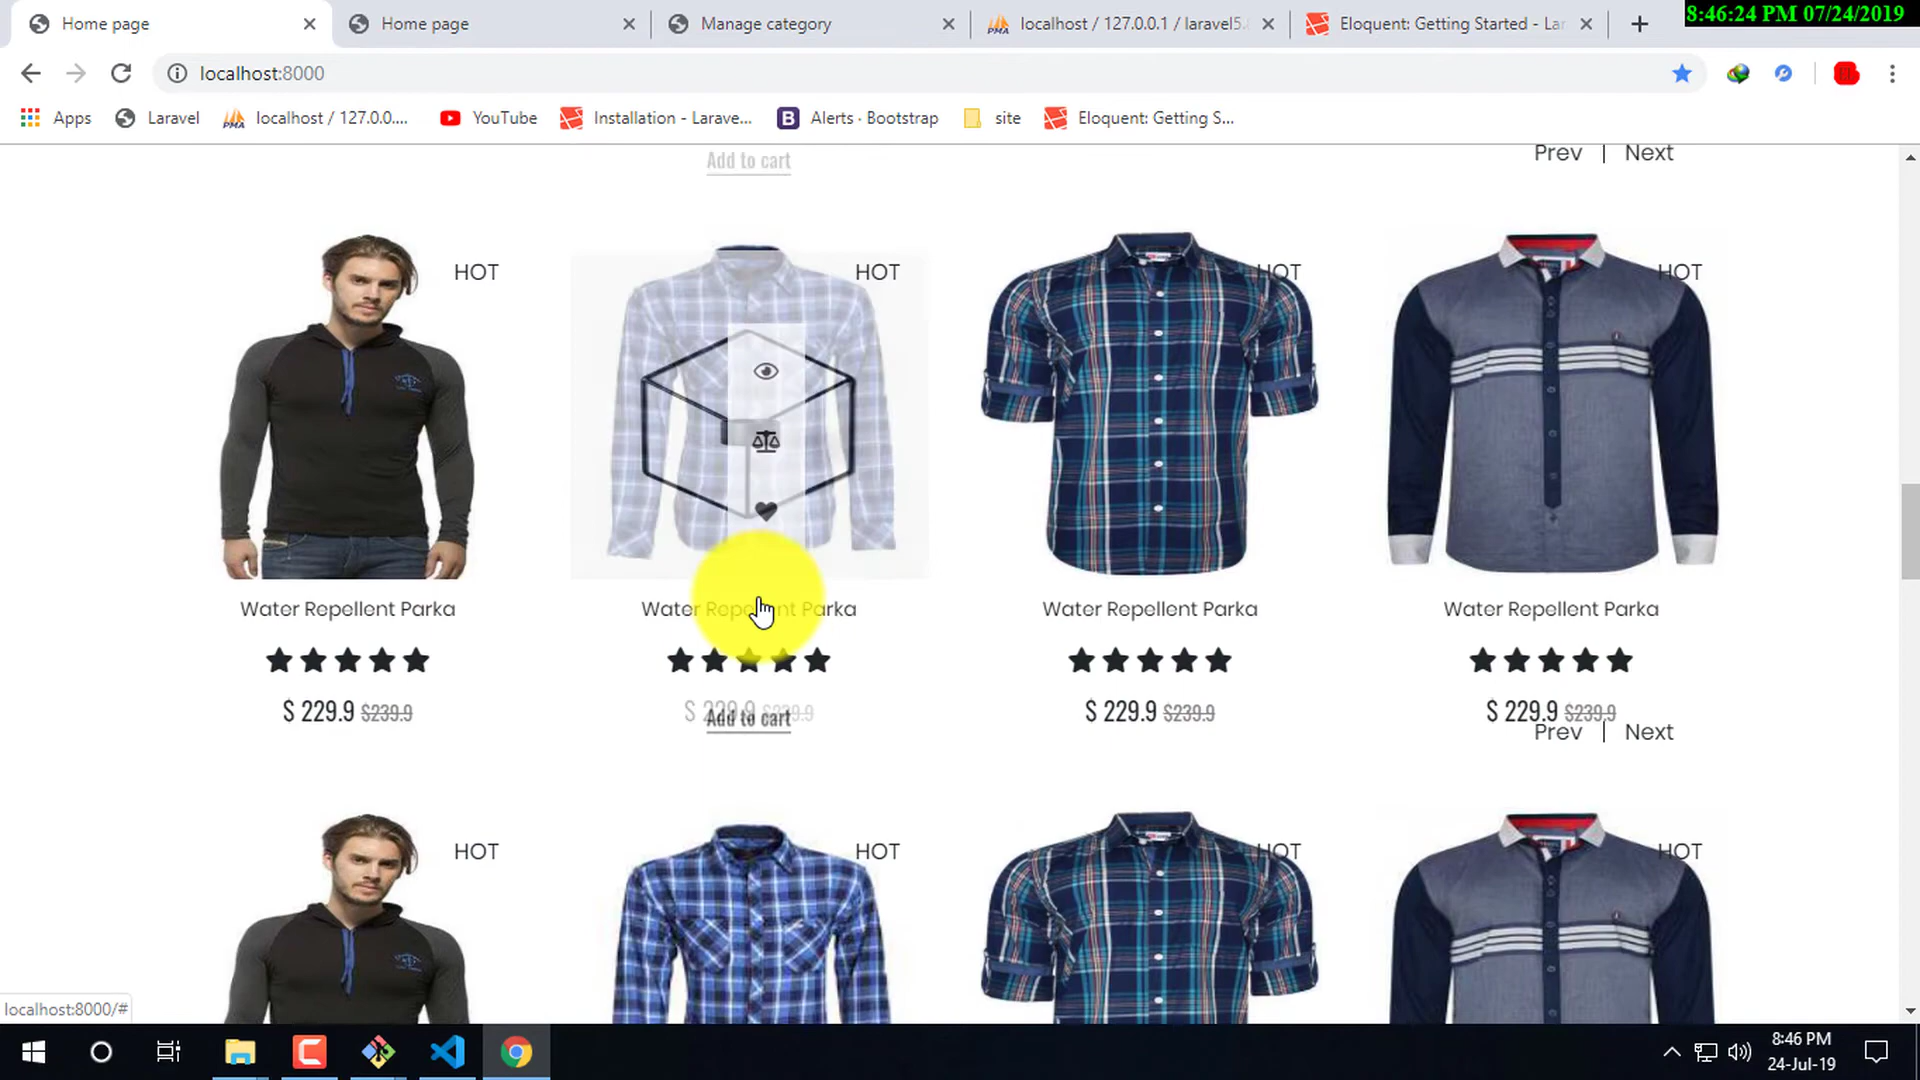 Home page
Home page
Manage category
localhost / 127.0.0.1 / laravel5.
Eloquent: Getting Started - Lar
8:46:24 PM 07/24/2019
localhost:8000
Apps
Laravel
localhost / 127.0.0....
YouTube
Installation - Larave...
Alerts · Bootstrap
site
Eloquent: Getting S...
Add to cart
Prev | Next
HOT
HOT
HOT
HOT
Water Repellent Parka
Water Repellent Parka
Water Repellent Parka
Water Repellent Parka
$ 229.9 $239.9
$ 229.9 $239.9
Add to cart
$ 229.9 $239.9
$ 229.9 $239.9
Prev | Next
HOT
HOT
HOT
HOT
localhost:8000/#
8:46 PM
24-Jul-19